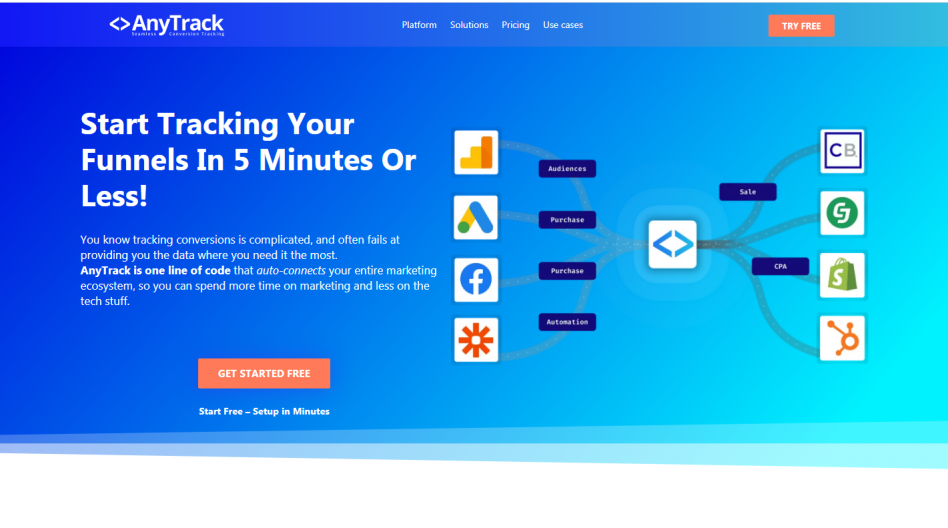 <>AnyTrack
Seamless Conversion Tracking
Platform Solutions Pricing Use cases
TRY FREE
Start Tracking Your
Funnels In 5 Minutes Or
Less!
You know tracking conversions is complicated, and often fails at
providing you the data where you need it the most.
AnyTrack is one line of code that auto-connects your entire marketing
ecosystem, so you can spend more time on marketing and less on the
tech stuff.
GET STARTED FREE
Start Free – Setup in Minutes
Audiences
Purchase
Purchase
Automation
Sale
CPA
CB